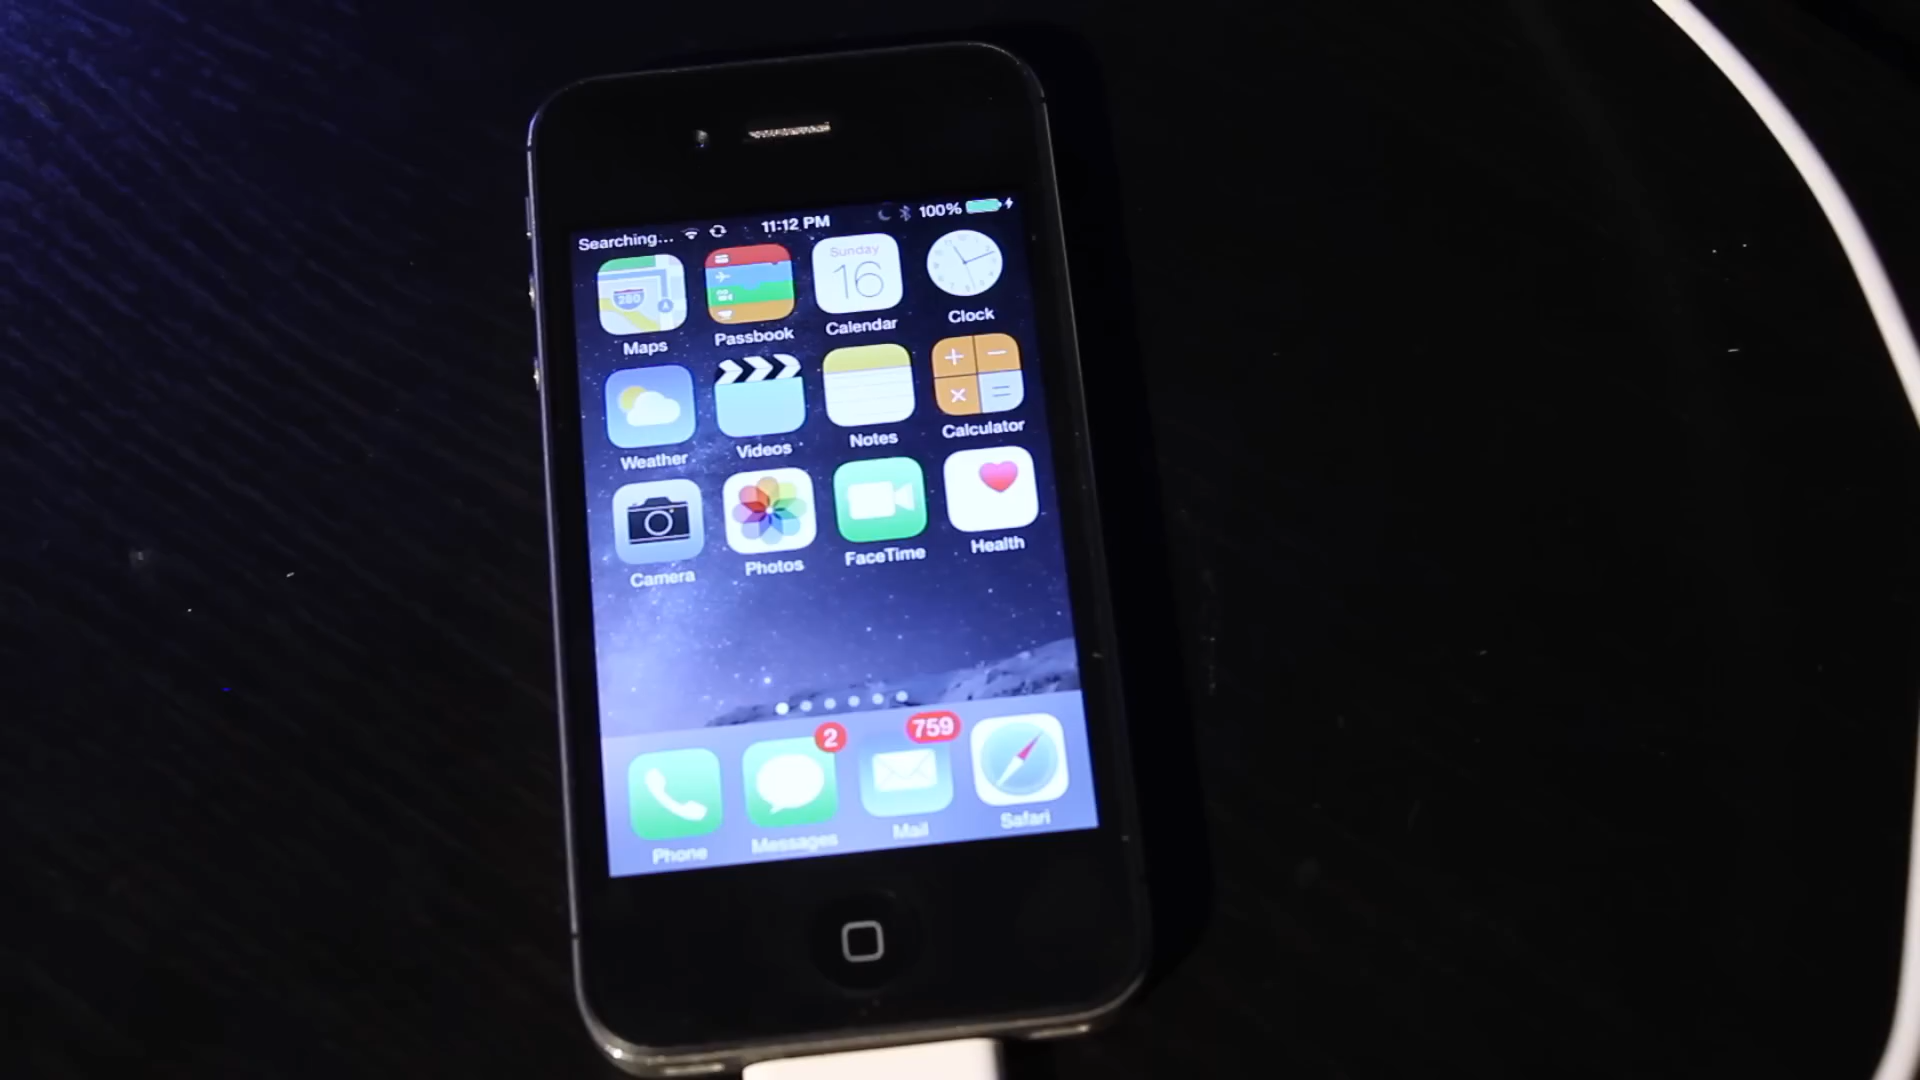 Searching... 11:12 PM 100%
280 A Sunday 16
Maps Passbook Calendar Clock
Weather Videos Notes Calculator
Camera Photos FaceTime Health
2 759
Phone Messages Mail Safari